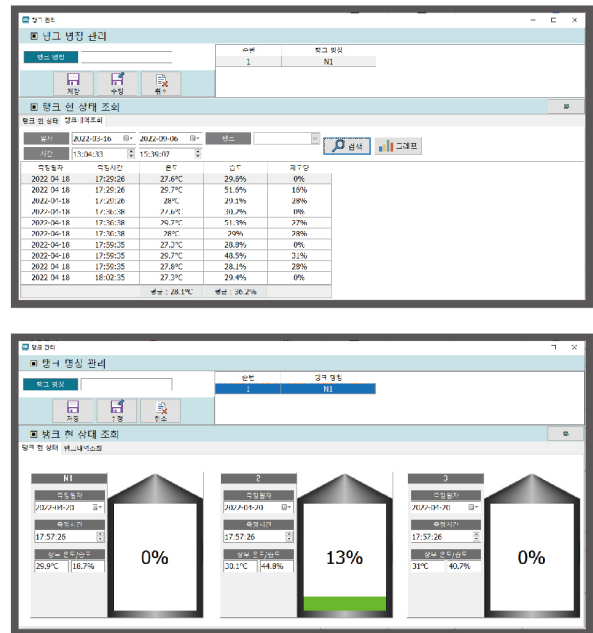 탱크 관리
■ 탱크 명칭 관리
탱크 명칭
순번 탱크 명칭
1 N1
저장 수정 취소
■ 탱크 현 상태 조회
탱크 현 상태 탱크내역조회
일자 2022-03-16 2022-09-06 탱크
시간 13:04:33 15:39:07 검색 그래프
측정일자 측정시간 온도 습도 재고량
2022-04-18 17:29:26 27.6℃ 29.6% 0%
2022-04-18 17:29:26 29.7℃ 51.6% 16%
2022-04-18 17:29:26 28℃ 29.1% 28%
2022-04-18 17:36:38 27.6℃ 30.2% 0%
2022-04-18 17:36:38 29.7℃ 51.3% 27%
2022-04-18 17:36:38 28℃ 29% 28%
2022-04-18 17:59:35 27.3℃ 28.8% 0%
2022-04-18 17:59:35 29.7℃ 48.5% 31%
2022-04-18 17:59:35 27.8℃ 28.1% 28%
2022-04-18 18:02:35 27.3℃ 29.4% 0%
평균 : 28.1℃ 평균 : 36.2%
탱크 관리
■ 탱크 명칭 관리
탱크 명칭
순번 탱크 명칭
1 N1
저장 수정 취소
■ 탱크 현 상태 조회
탱크 현 상태 탱크내역조회
N1 2 3
측정일자 측정일자 측정일자
2022-04-20 2022-04-20 2022-04-20
측정시간 측정시간 측정시간
17:57:26 17:57:26 17:57:26
상부 온도/습도 상부 온도/습도 상부 온도/습도
29.9℃ 18.7% 30.1℃ 44.8% 31℃ 40.7%
0% 13% 0%